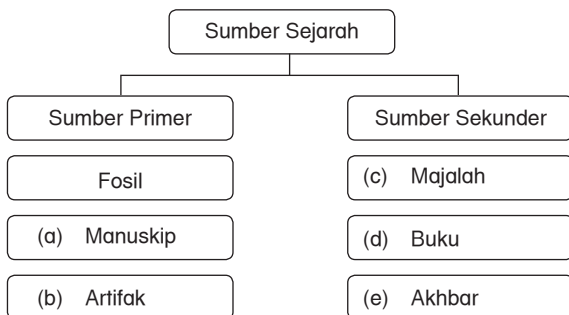 Sumber Sejarah
Sumber Primer
Sumber Sekunder
Fosil
(c) Majalah
(a) Manuskip
(d) Buku
(b) Artifak
(e) Akhbar